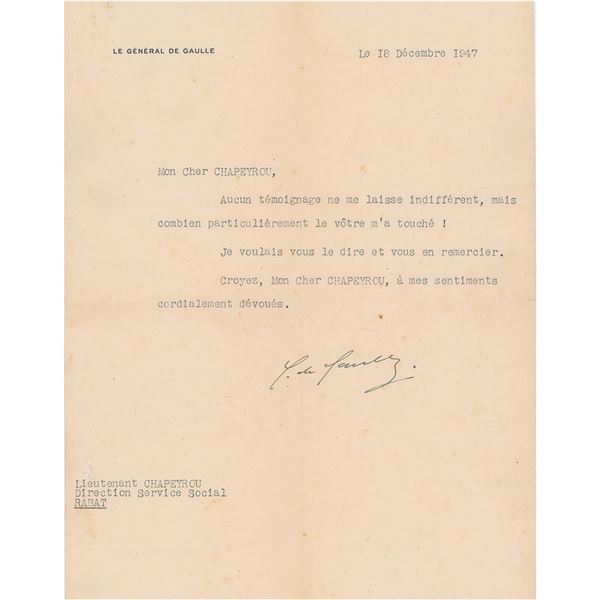 LE GÉNÉRAL DE GAULLE
Le 18 Décembre 1947
Mon Cher CHAPEYROU,
Aucun témoignage ne me laisse indifférent, mais
combien particulièrement le vôtre m'a touché !
Je voulais vous le dire et vous en remercier.
Croyez, Mon Cher CHAPEYROU, à mes sentiments
cordialement dévoués.
C. de Gaulle.
Lieutenant CHAPEYROU
Direction Service Social
RABAT